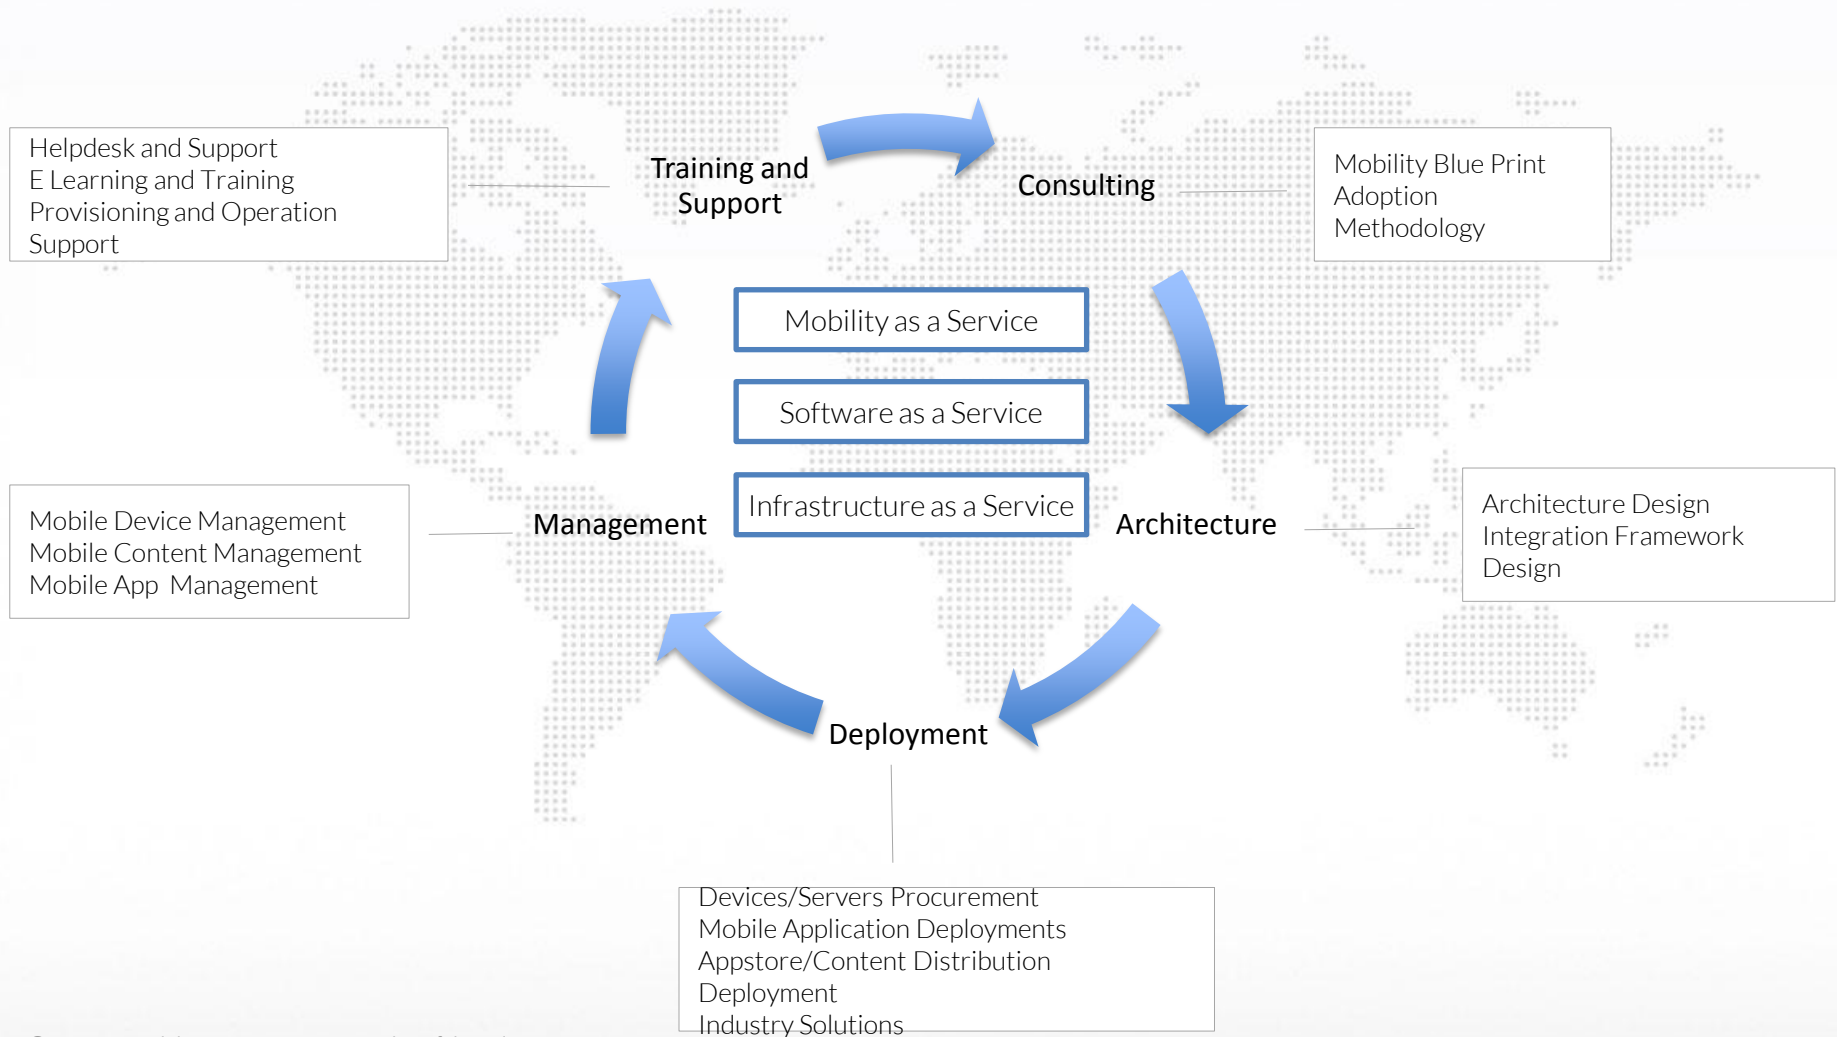 Helpdesk and Support
E Learning and Training
Provisioning and Operation
Support
Training and
Support
Consulting
Mobility Blue Print
Adoption
Methodology
Mobility as a Service
Software as a Service
Infrastructure as a Service
Mobile Device Management
Mobile Content Management
Mobile App  Management
Management
Architecture
Architecture Design
Integration Framework
Design
Deployment
Devices/Servers Procurement
Mobile Application Deployments
Appstore/Content Distribution
Deployment
Industry Solutions